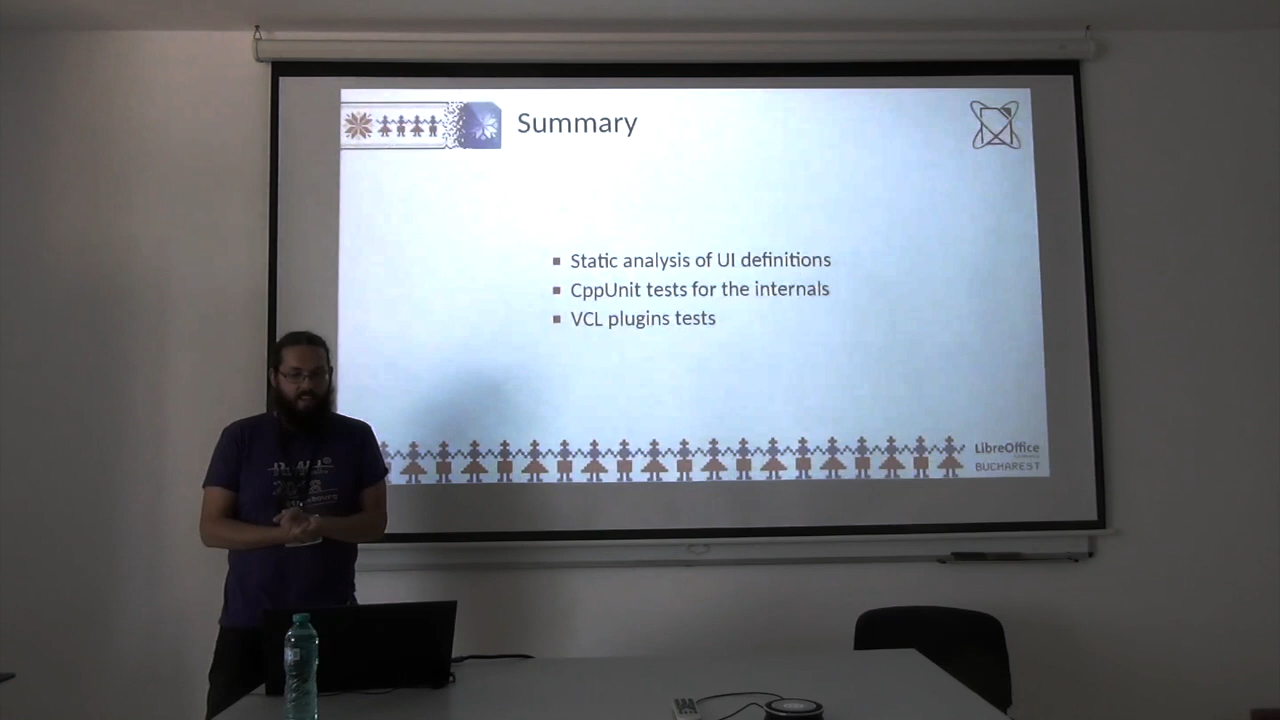 Summary
Static analysis of UI definitions
CppUnit tests for the internals
VCL plugins tests
LibreOffice
BUCHAREST